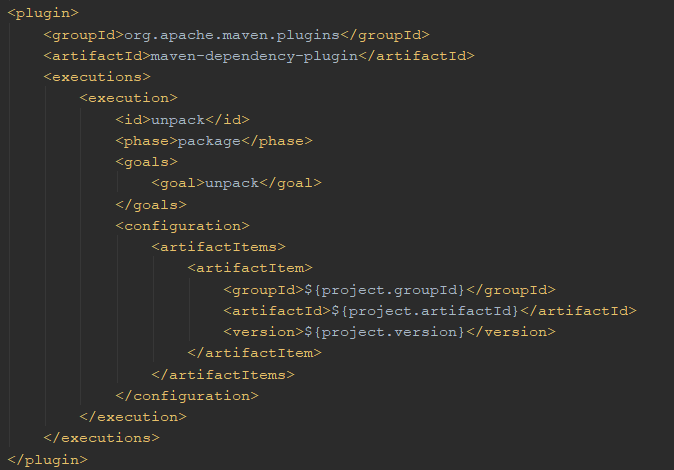 <plugin>
    <groupId>org.apache.maven.plugins</groupId>
    <artifactId>maven-dependency-plugin</artifactId>
    <executions>
        <execution>
            <id>unpack</id>
            <phase>package</phase>
            <goals>
                <goal>unpack</goal>
            </goals>
            <configuration>
                <artifactItems>
                    <artifactItem>
                        <groupId>${project.groupId}</groupId>
                        <artifactId>${project.artifactId}</artifactId>
                        <version>${project.version}</version>
                    </artifactItem>
                </artifactItems>
            </configuration>
        </execution>
    </executions>
</plugin>